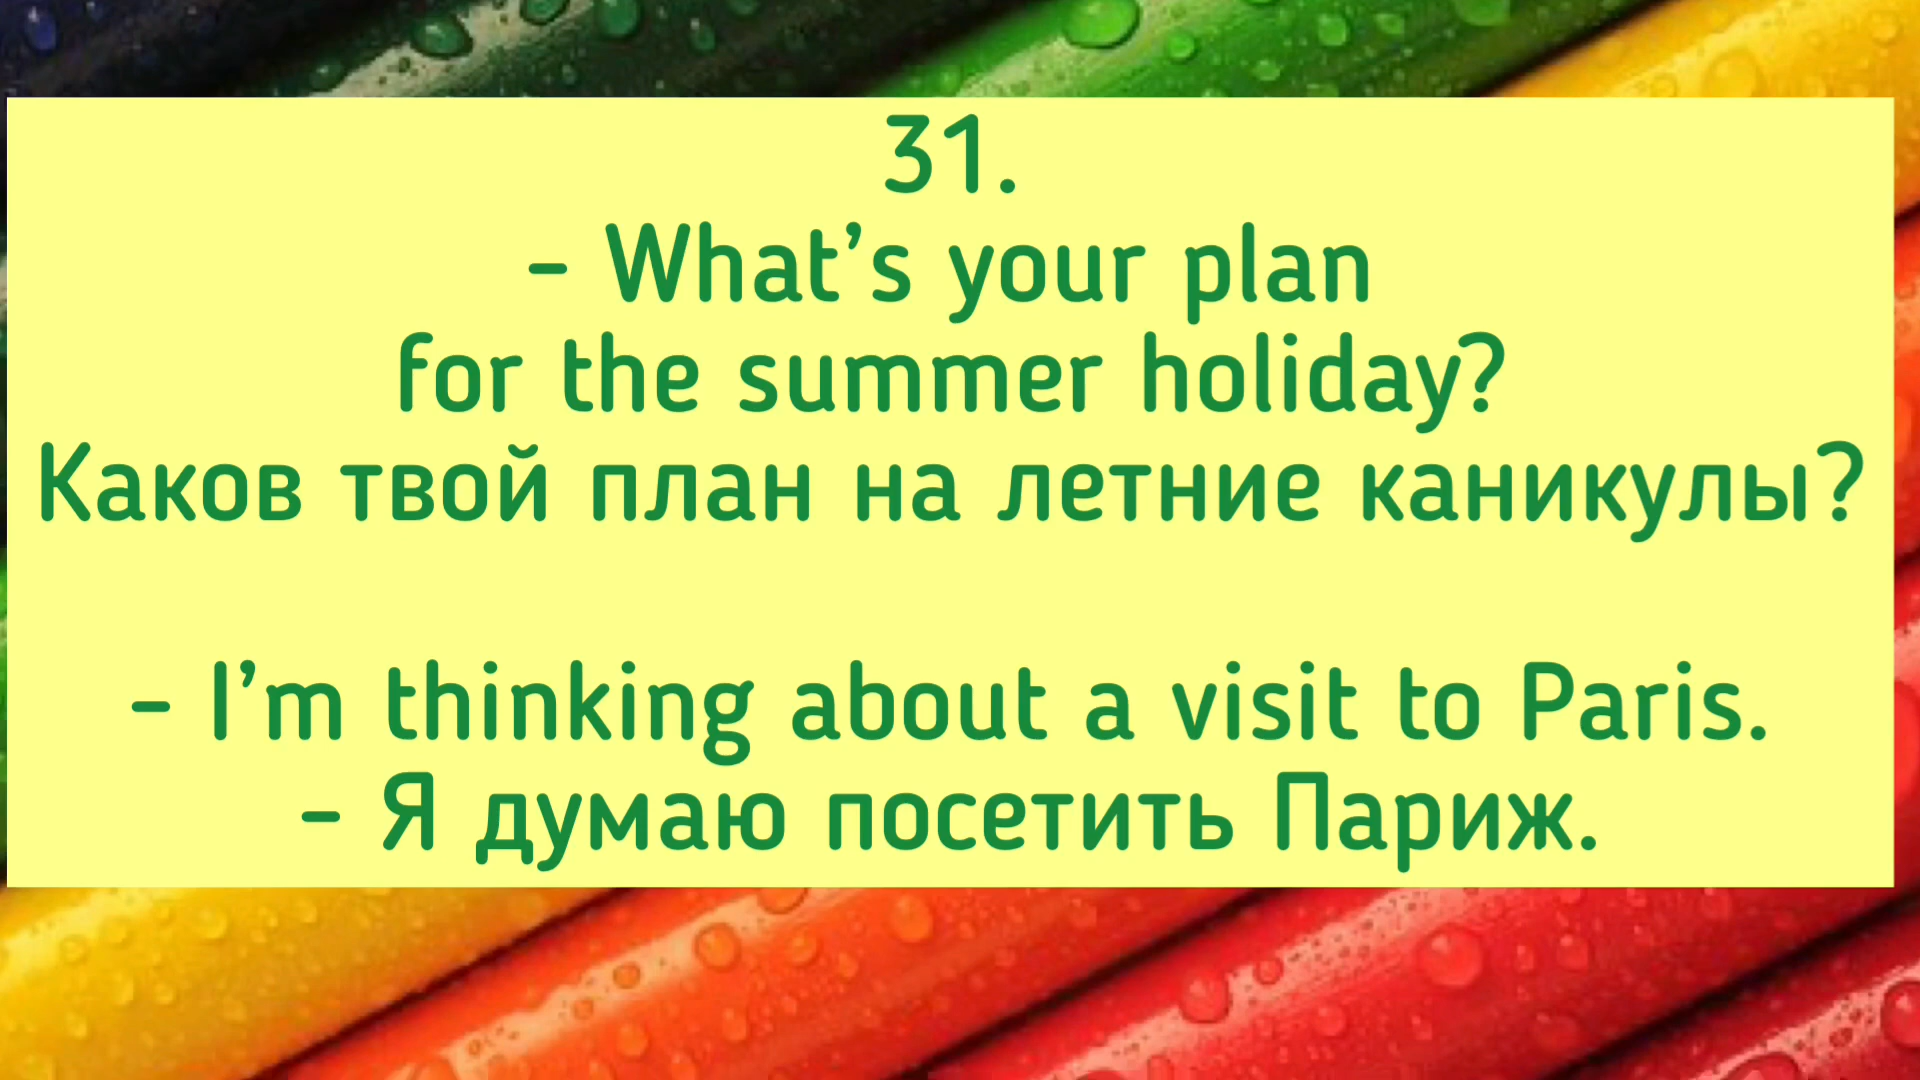 31.
- What’s your plan
for the summer holiday?
Каков твой план на летние каникулы?
- I’m thinking about a visit to Paris.
- Я думаю посетить Париж.